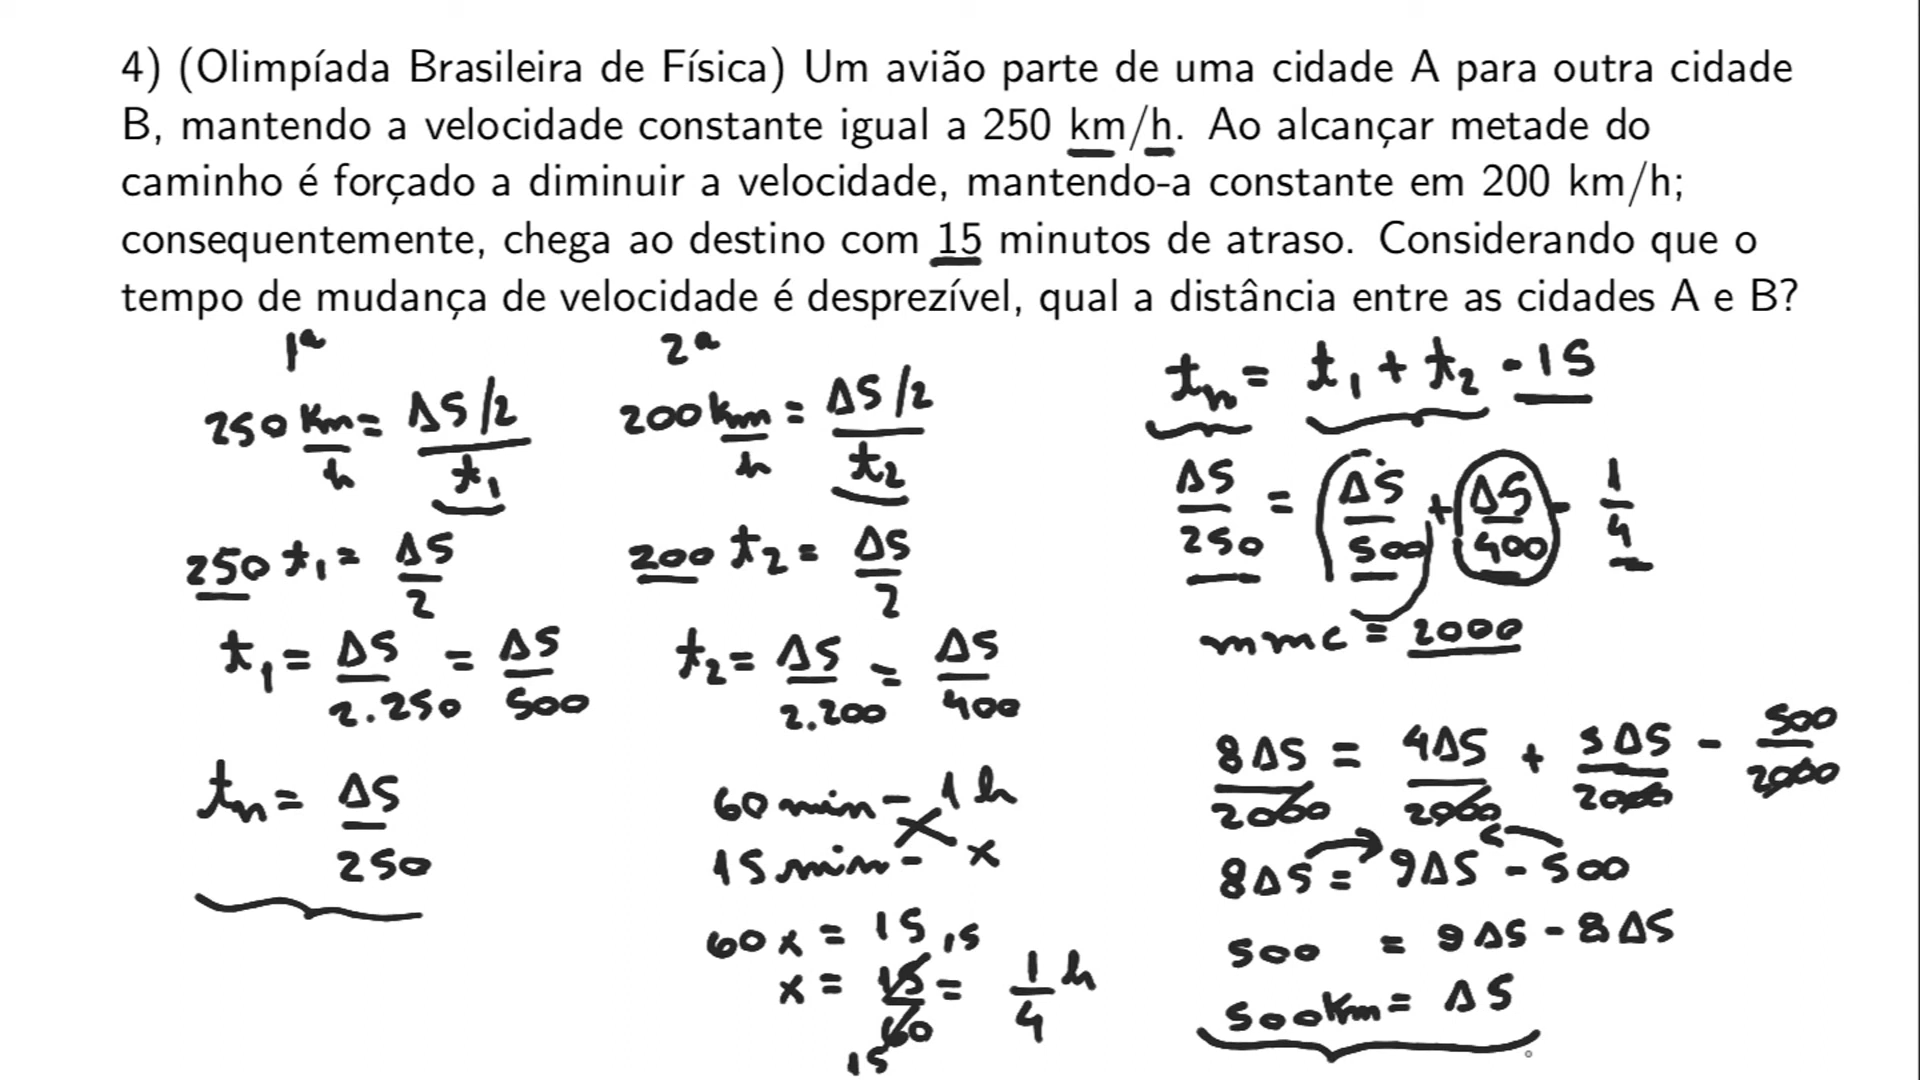 4) (Olimpíada Brasileira de Física) Um avião parte de uma cidade A para outra cidade
B, mantendo a velocidade constante igual a 250 km/h. Ao alcançar metade do
caminho é forçado a diminuir a velocidade, mantendo-a constante em 200 km/h;
consequentemente, chega ao destino com 15 minutos de atraso. Considerando que o
tempo de mudança de velocidade é desprezível, qual a distância entre as cidades A e B?
1ª
250 km/h = ΔS/2 / t₁
250 t₁ = ΔS/2
t₁ = ΔS/2.250 = ΔS/500
tₙ = ΔS/250
2ª
200 km/h = ΔS/2 / t₂
200 t₂ = ΔS/2
t₂ = ΔS/2.200 = ΔS/400
60 min - 1 h
15 min - x
60 x = 15
x = 15/60 = 1/4 h
15
15
tₙ = t₁ + t₂ - 15
ΔS/250 = ΔS/500 + ΔS/400 - 1/4
mmc = 2000
8ΔS/2000 = 4ΔS/2000 + 5ΔS/2000 - 500/2000
8ΔS = 9ΔS - 500
500 = 9ΔS - 8ΔS
500km = ΔS